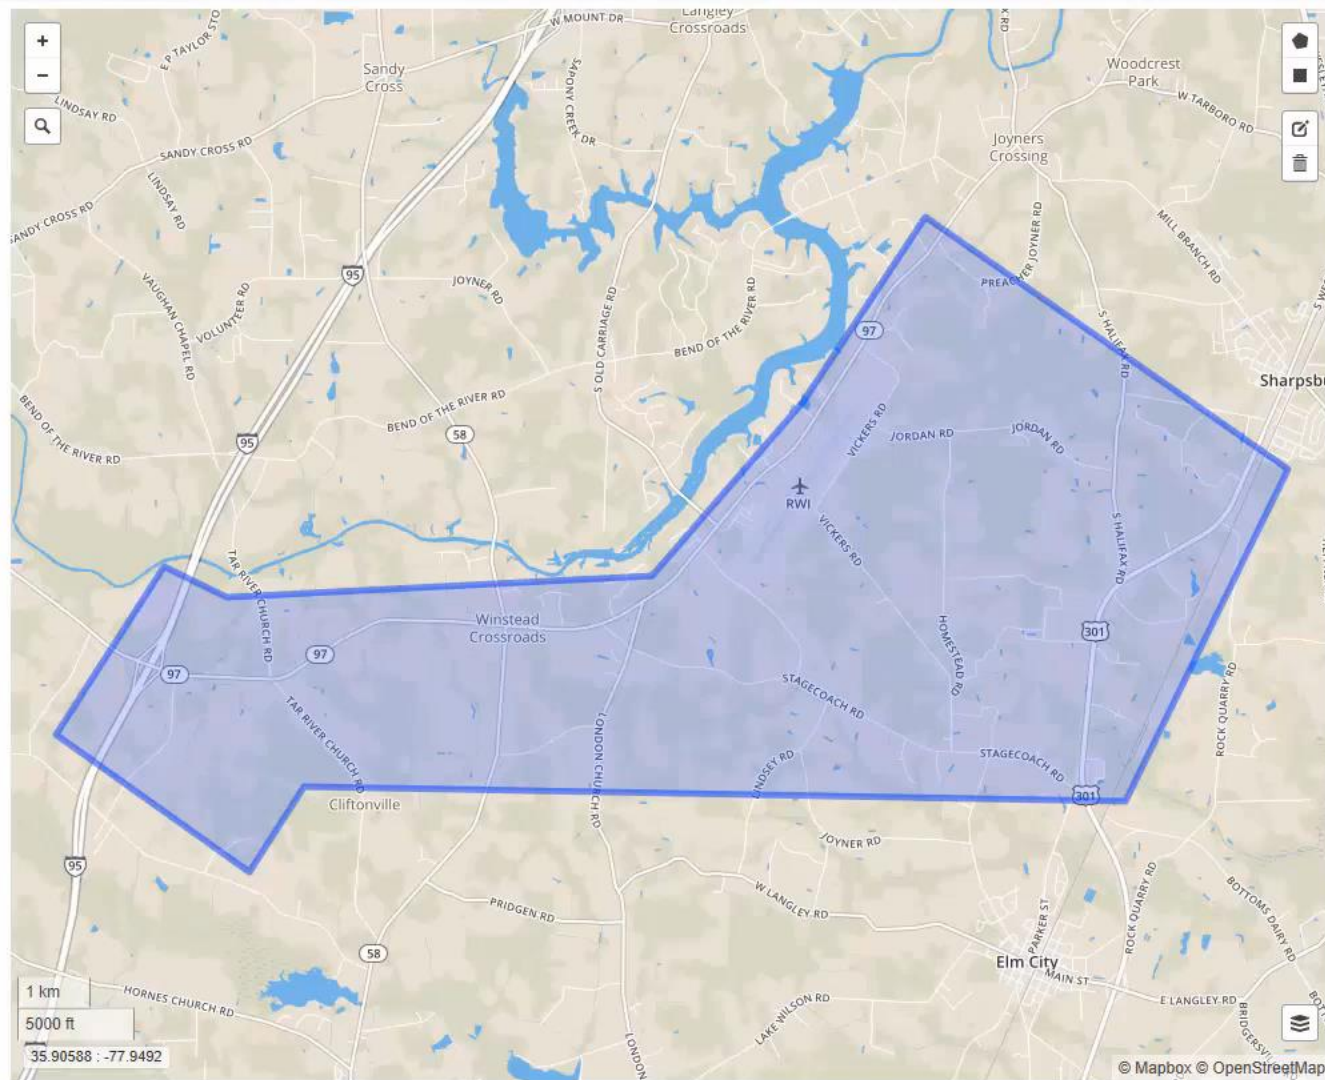 Langley
Crossroads
W MOUNT DR
E P TAYLOR STO
+
−
Sandy
Cross
SAPONY CREEK DR
Woodcrest
Park
W TARBORO RD
LINDSAY RD
SANDY CROSS RD
Joyners
Crossing
LINDSAY RD
SANDY CROSS RD
PREACHER JOYNER RD
MILL BRANCH RD
95
JOYNER RD
VAUGHAN CHAPEL RD
VOLUNTEER RD
S OLD CARRIAGE RD
BEND OF THE RIVER RD
97
S HALIFAX RD
Sharpsbu
BEND OF THE RIVER RD
BEND OF THE RIVER RD
58
95
VICKERS RD
JORDAN RD
JORDAN RD
RWI
VICKERS RD
S HALIFAX RD
TAR RIVER CHURCH RD
Winstead
Crossroads
97
97
301
HOMESTEAD RD
ROCK QUARRY RD
STAGECOACH RD
TAR RIVER CHURCH RD
LONDON CHURCH RD
LINDSEY RD
STAGECOACH RD
301
Cliftonville
JOYNER RD
95
W LANGLEY RD
PRIDGEN RD
PARKER ST
ROCK QUARRY RD
BOTTOMS DAIRY RD
58
Elm City
MAIN ST
E LANGLEY RD
HORNES CHURCH RD
LAKE WILSON RD
LONDON
BRIDGERSV
BOT
1 km
5000 ft
35.90588 : -77.9492
© Mapbox © OpenStreetMap